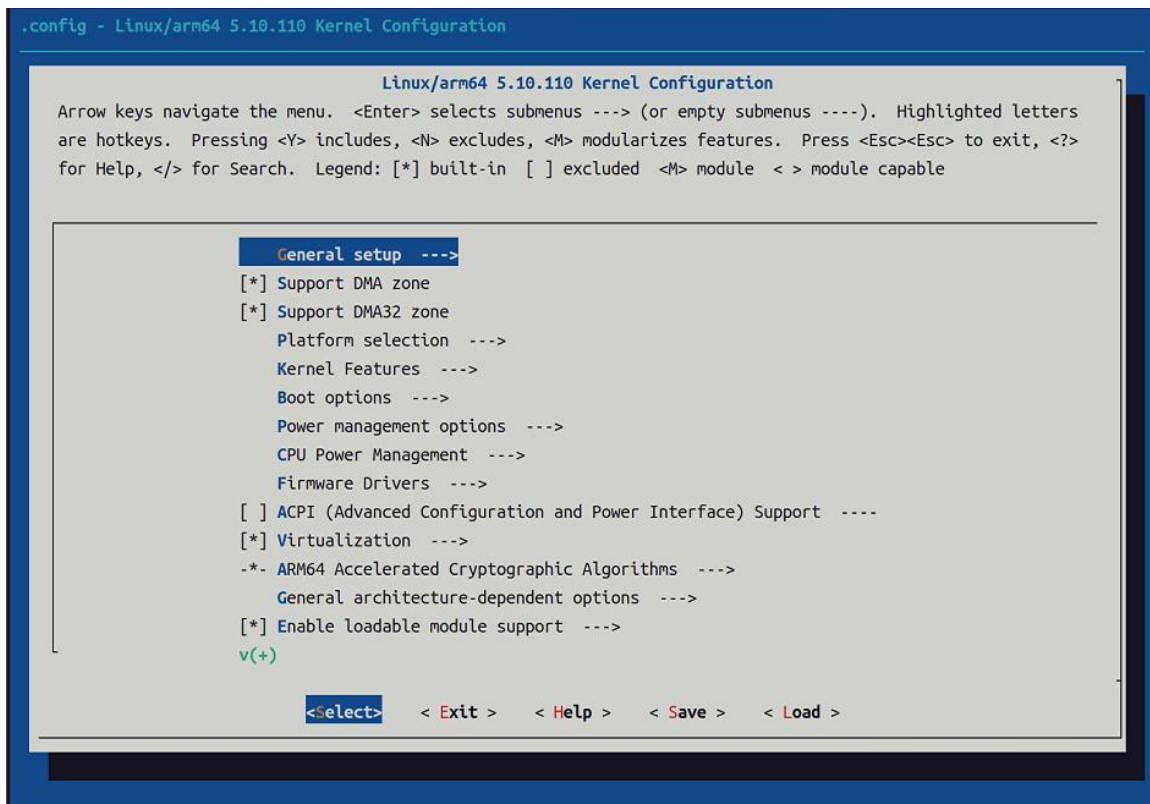 .config - Linux/arm64 5.10.110 Kernel Configuration
Linux/arm64 5.10.110 Kernel Configuration
Arrow keys navigate the menu.  <Enter> selects submenus ---> (or empty submenus ----).  Highlighted letters
are hotkeys.  Pressing <Y> includes, <N> excludes, <M> modularizes features.  Press <Esc><Esc> to exit, <?>
for Help, </> for Search.  Legend: [*] built-in  [ ] excluded  <M> module  < > module capable
General setup  --->
[*] Support DMA zone
[*] Support DMA32 zone
Platform selection  --->
Kernel Features  --->
Boot options  --->
Power management options  --->
CPU Power Management  --->
Firmware Drivers  --->
[ ] ACPI (Advanced Configuration and Power Interface) Support  ----
[*] Virtualization  --->
-*- ARM64 Accelerated Cryptographic Algorithms  --->
General architecture-dependent options  --->
[*] Enable loadable module support  --->
v(+)
<Select>    < Exit >    < Help >    < Save >    < Load >